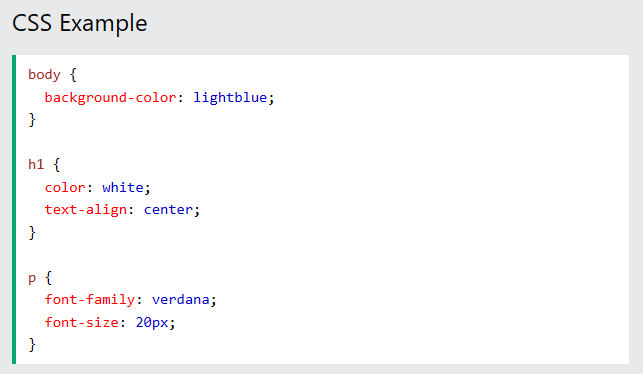 CSS Example
body {
  background-color: lightblue;
}
h1 {
  color: white;
  text-align: center;
}
p {
  font-family: verdana;
  font-size: 20px;
}